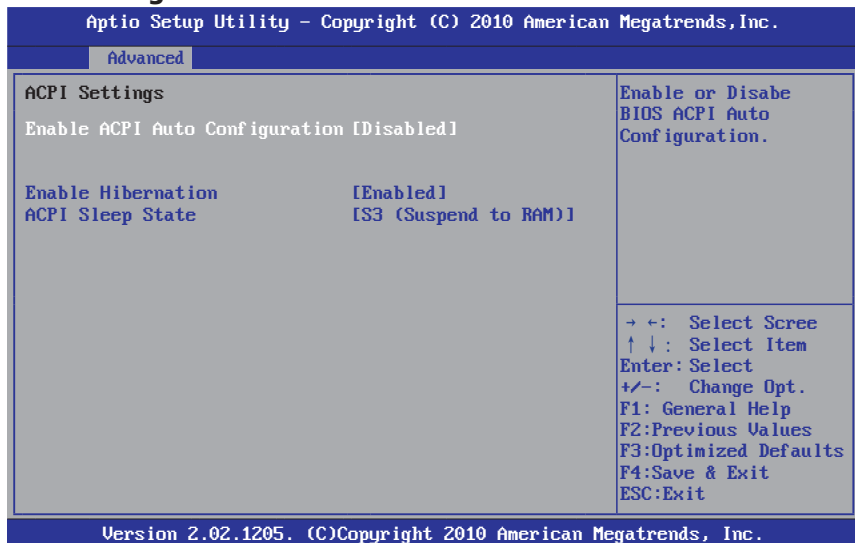 Aptio Setup Utility - Copyright (C) 2010 American Megatrends,Inc.
Advanced
ACPI Settings
Enable ACPI Auto Configuration [Disabled]
Enable Hibernation [Enabled]
ACPI Sleep State [S3 (Suspend to RAM)]
Enable or Disabe
BIOS ACPI Auto
Configuration.
→ ←: Select Scree
↑ ↓: Select Item
Enter: Select
+/-: Change Opt.
F1: General Help
F2:Previous Values
F3:Optimized Defaults
F4:Save & Exit
ESC:Exit
Version 2.02.1205. (C)Copyright 2010 American Megatrends, Inc.